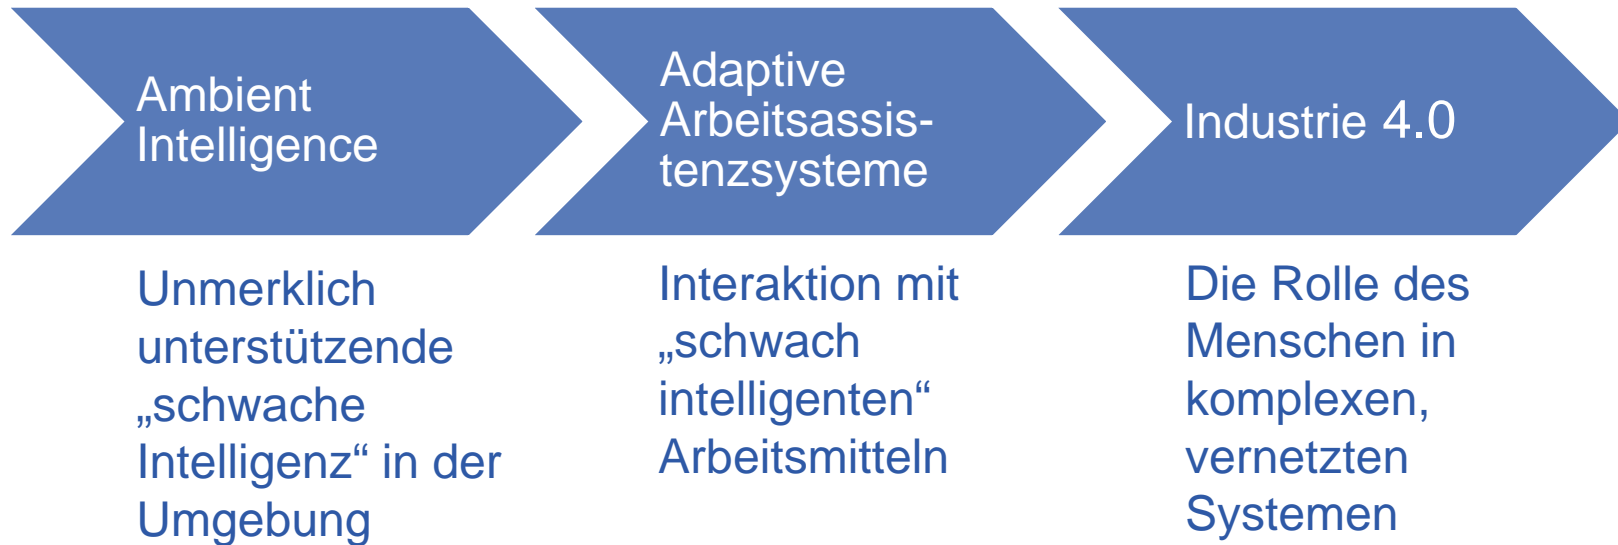 Ambient
Intelligence
Unmerklich
unterstützende
„schwache
Intelligenz“ in der
Umgebung
Adaptive
Arbeitsassis-
tenzsysteme
Interaktion mit
„schwach
intelligenten“
Arbeitsmitteln
Industrie 4.0
Die Rolle des
Menschen in
komplexen,
vernetzten
Systemen